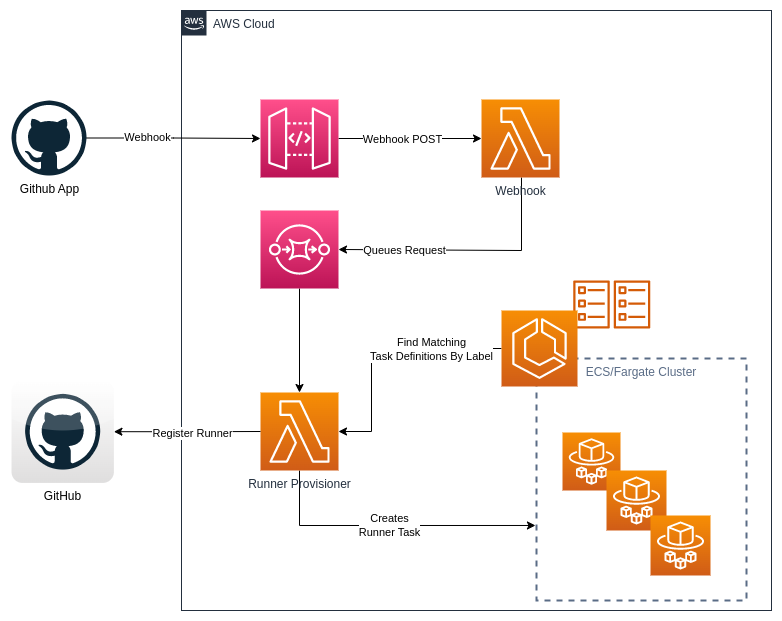 aws
AWS Cloud
Webhook
Webhook POST
Github App
Webhook
Queues Request
Find Matching
Task Definitions By Label
ECS/Fargate Cluster
Register Runner
Runner Provisioner
GitHub
Creates
Runner Task